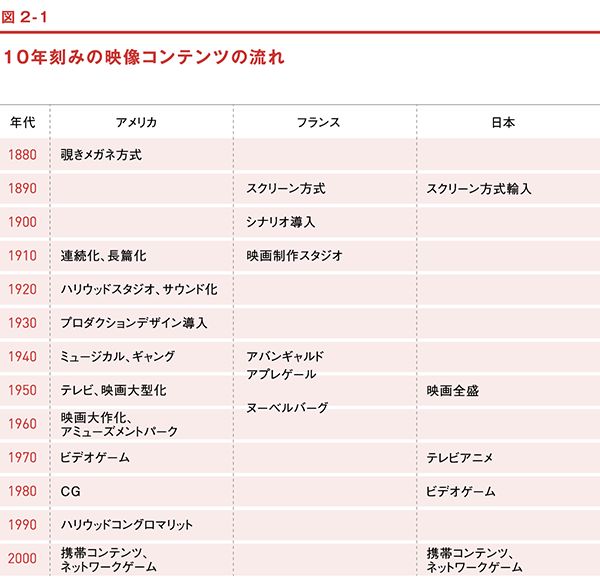 図2-1
10年刻みの映像コンテンツの流れ
年代 アメリカ フランス 日本
1880 覗きメガネ方式
1890 スクリーン方式 スクリーン方式輸入
1900 シナリオ導入
1910 連続化、長篇化 映画制作スタジオ
1920 ハリウッドスタジオ、サウンド化
1930 プロダクションデザイン導入
1940 ミュージカル、ギャング アバンギャルド
アプレゲール
1950 テレビ、映画大型化 映画全盛
ヌーベルバーグ
1960 映画大作化、
アミューズメントパーク
1970 ビデオゲーム テレビアニメ
1980 CG ビデオゲーム
1990 ハリウッドコングロマリット
2000 携帯コンテンツ、 携帯コンテンツ、
ネットワークゲーム ネットワークゲーム